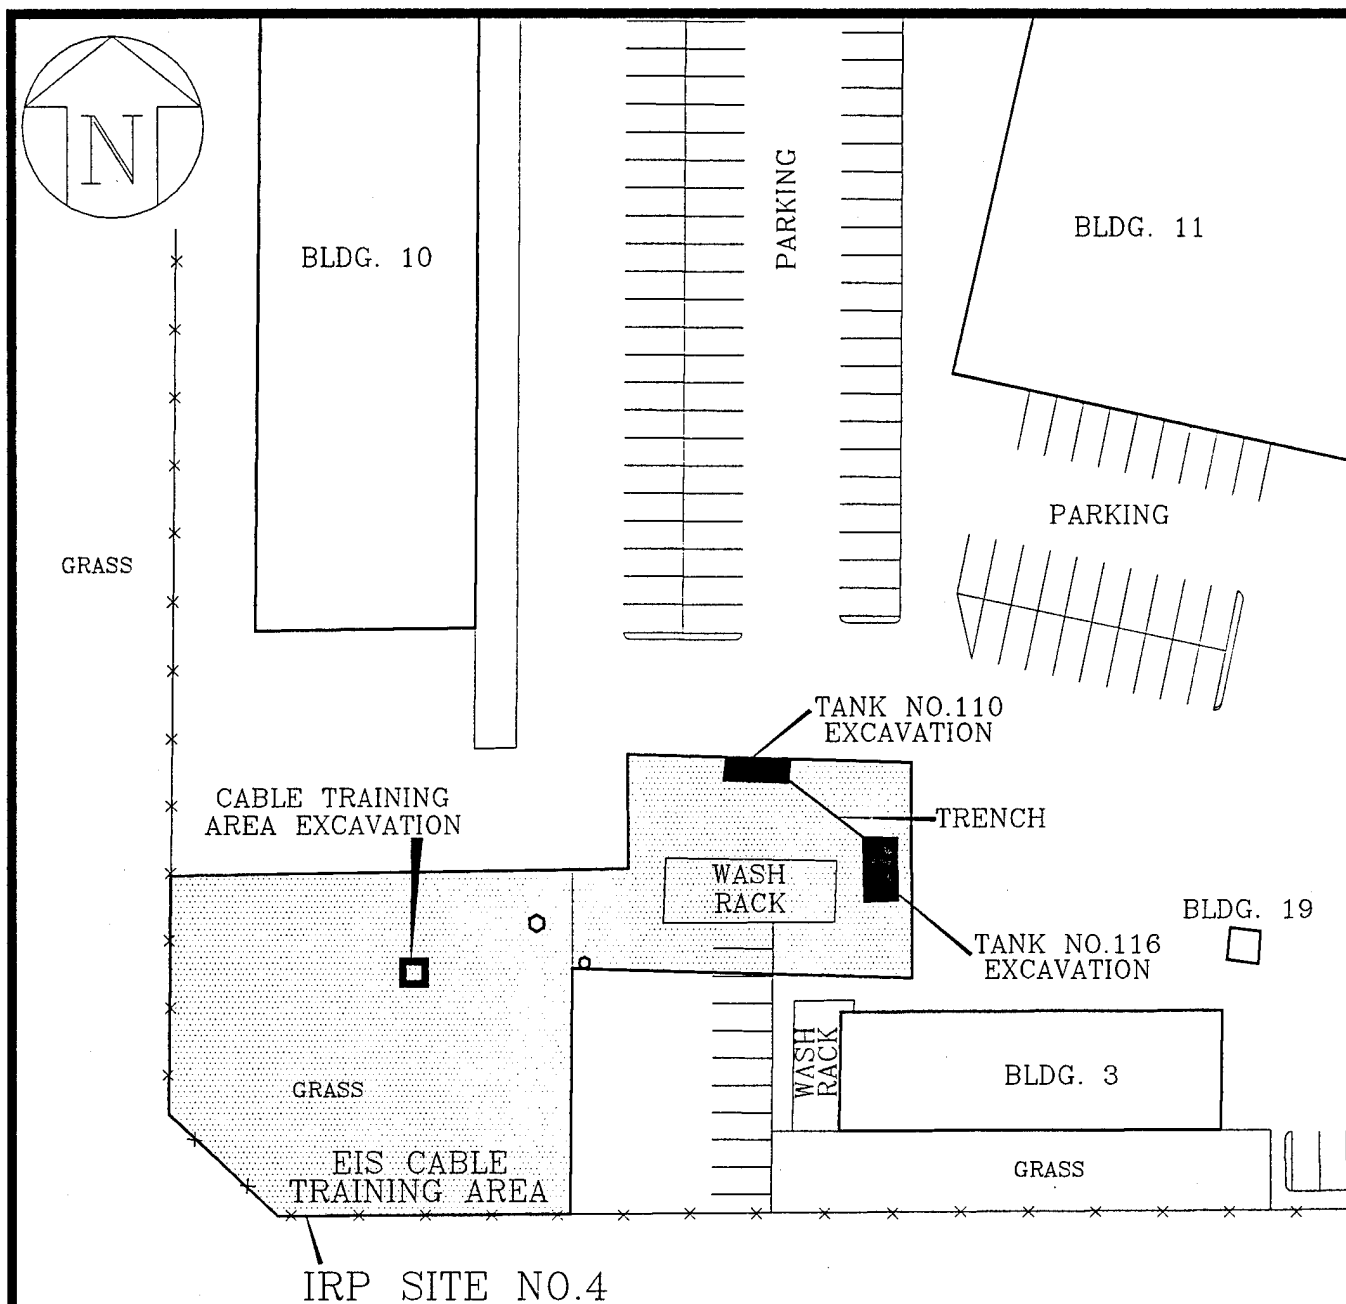 N
BLDG. 10
PARKING
BLDG. 11
PARKING
GRASS
TANK NO.110
EXCAVATION
CABLE TRAINING
AREA EXCAVATION
TRENCH
WASH
RACK
BLDG. 19
TANK NO.116
EXCAVATION
WASH
RACK
BLDG. 3
GRASS
EIS CABLE
TRAINING AREA
GRASS
IRP SITE NO.4